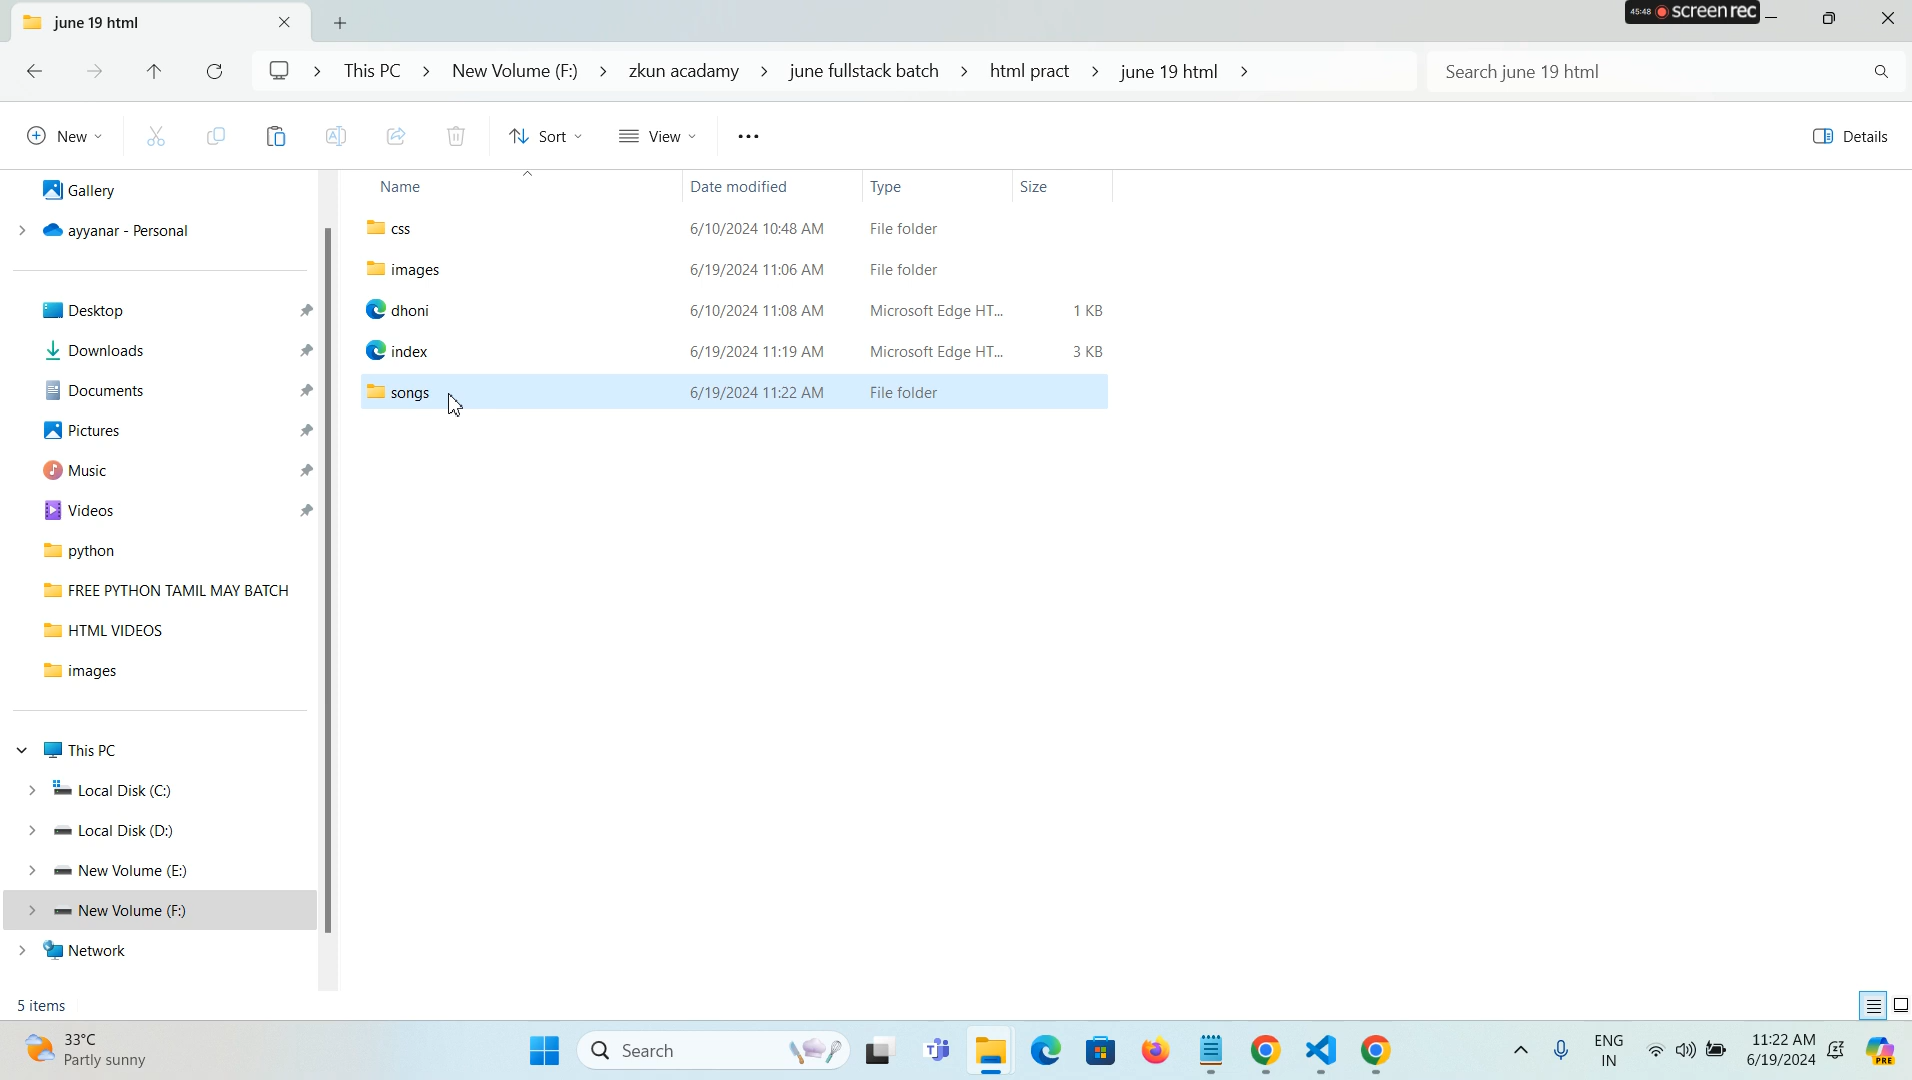 june 19 html
45:48 screen rec
This PC > New Volume (F:) > zkun acadamy > june fullstack batch > html pract > june 19 html >
Search june 19 html
New
Sort
View
Details
Gallery
ayyanar - Personal
Desktop
Downloads
Documents
Pictures
Music
Videos
python
FREE PYTHON TAMIL MAY BATCH
HTML VIDEOS
images
This PC
Local Disk (C:)
Local Disk (D:)
New Volume (E:)
New Volume (F:)
Network
Name Date modified Type Size
css 6/10/2024 10:48 AM File folder
images 6/19/2024 11:06 AM File folder
dhoni 6/10/2024 11:08 AM Microsoft Edge HT... 1 KB
index 6/19/2024 11:19 AM Microsoft Edge HT... 3 KB
songs 6/19/2024 11:22 AM File folder
5 items
33°C
Partly sunny
Search
ENG
IN
11:22 AM
6/19/2024
PRE